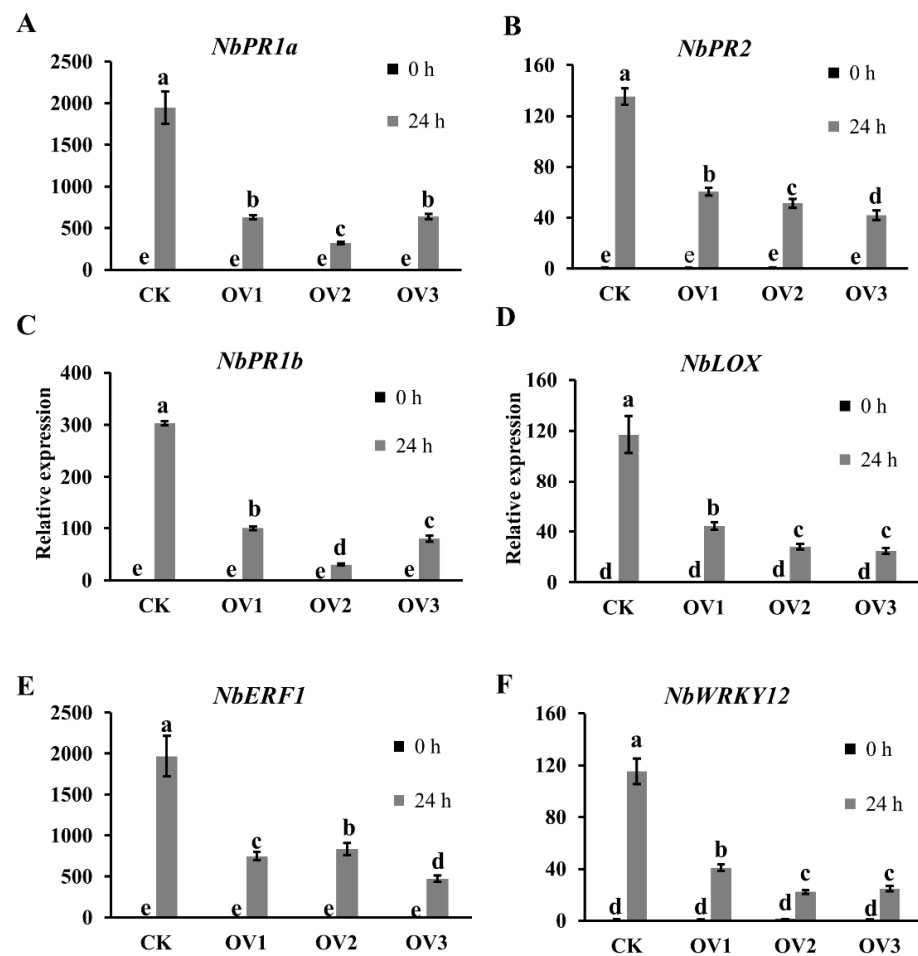 A
NbPR1a
2500
2000
1500
1000
500
0
0 h
24 h
a
b
c
b
e
e
e
e
CK
OV1
OV2
OV3
B
NbPR2
160
120
80
40
0
0 h
24 h
a
b
c
d
e
e
e
e
CK
OV1
OV2
OV3
C
NbPR1b
Relative expression
400
300
200
100
0
0 h
24 h
a
b
d
c
e
e
e
e
CK
OV1
OV2
OV3
D
NbLOX
Relative expression
160
120
80
40
0
0 h
24 h
a
b
c
c
d
d
d
d
CK
OV1
OV2
OV3
E
NbERF1
2500
2000
1500
1000
500
0
0 h
24 h
a
c
b
d
e
e
e
e
CK
OV1
OV2
OV3
F
NbWRKY12
160
120
80
40
0
0 h
24 h
a
b
c
c
d
d
d
d
CK
OV1
OV2
OV3